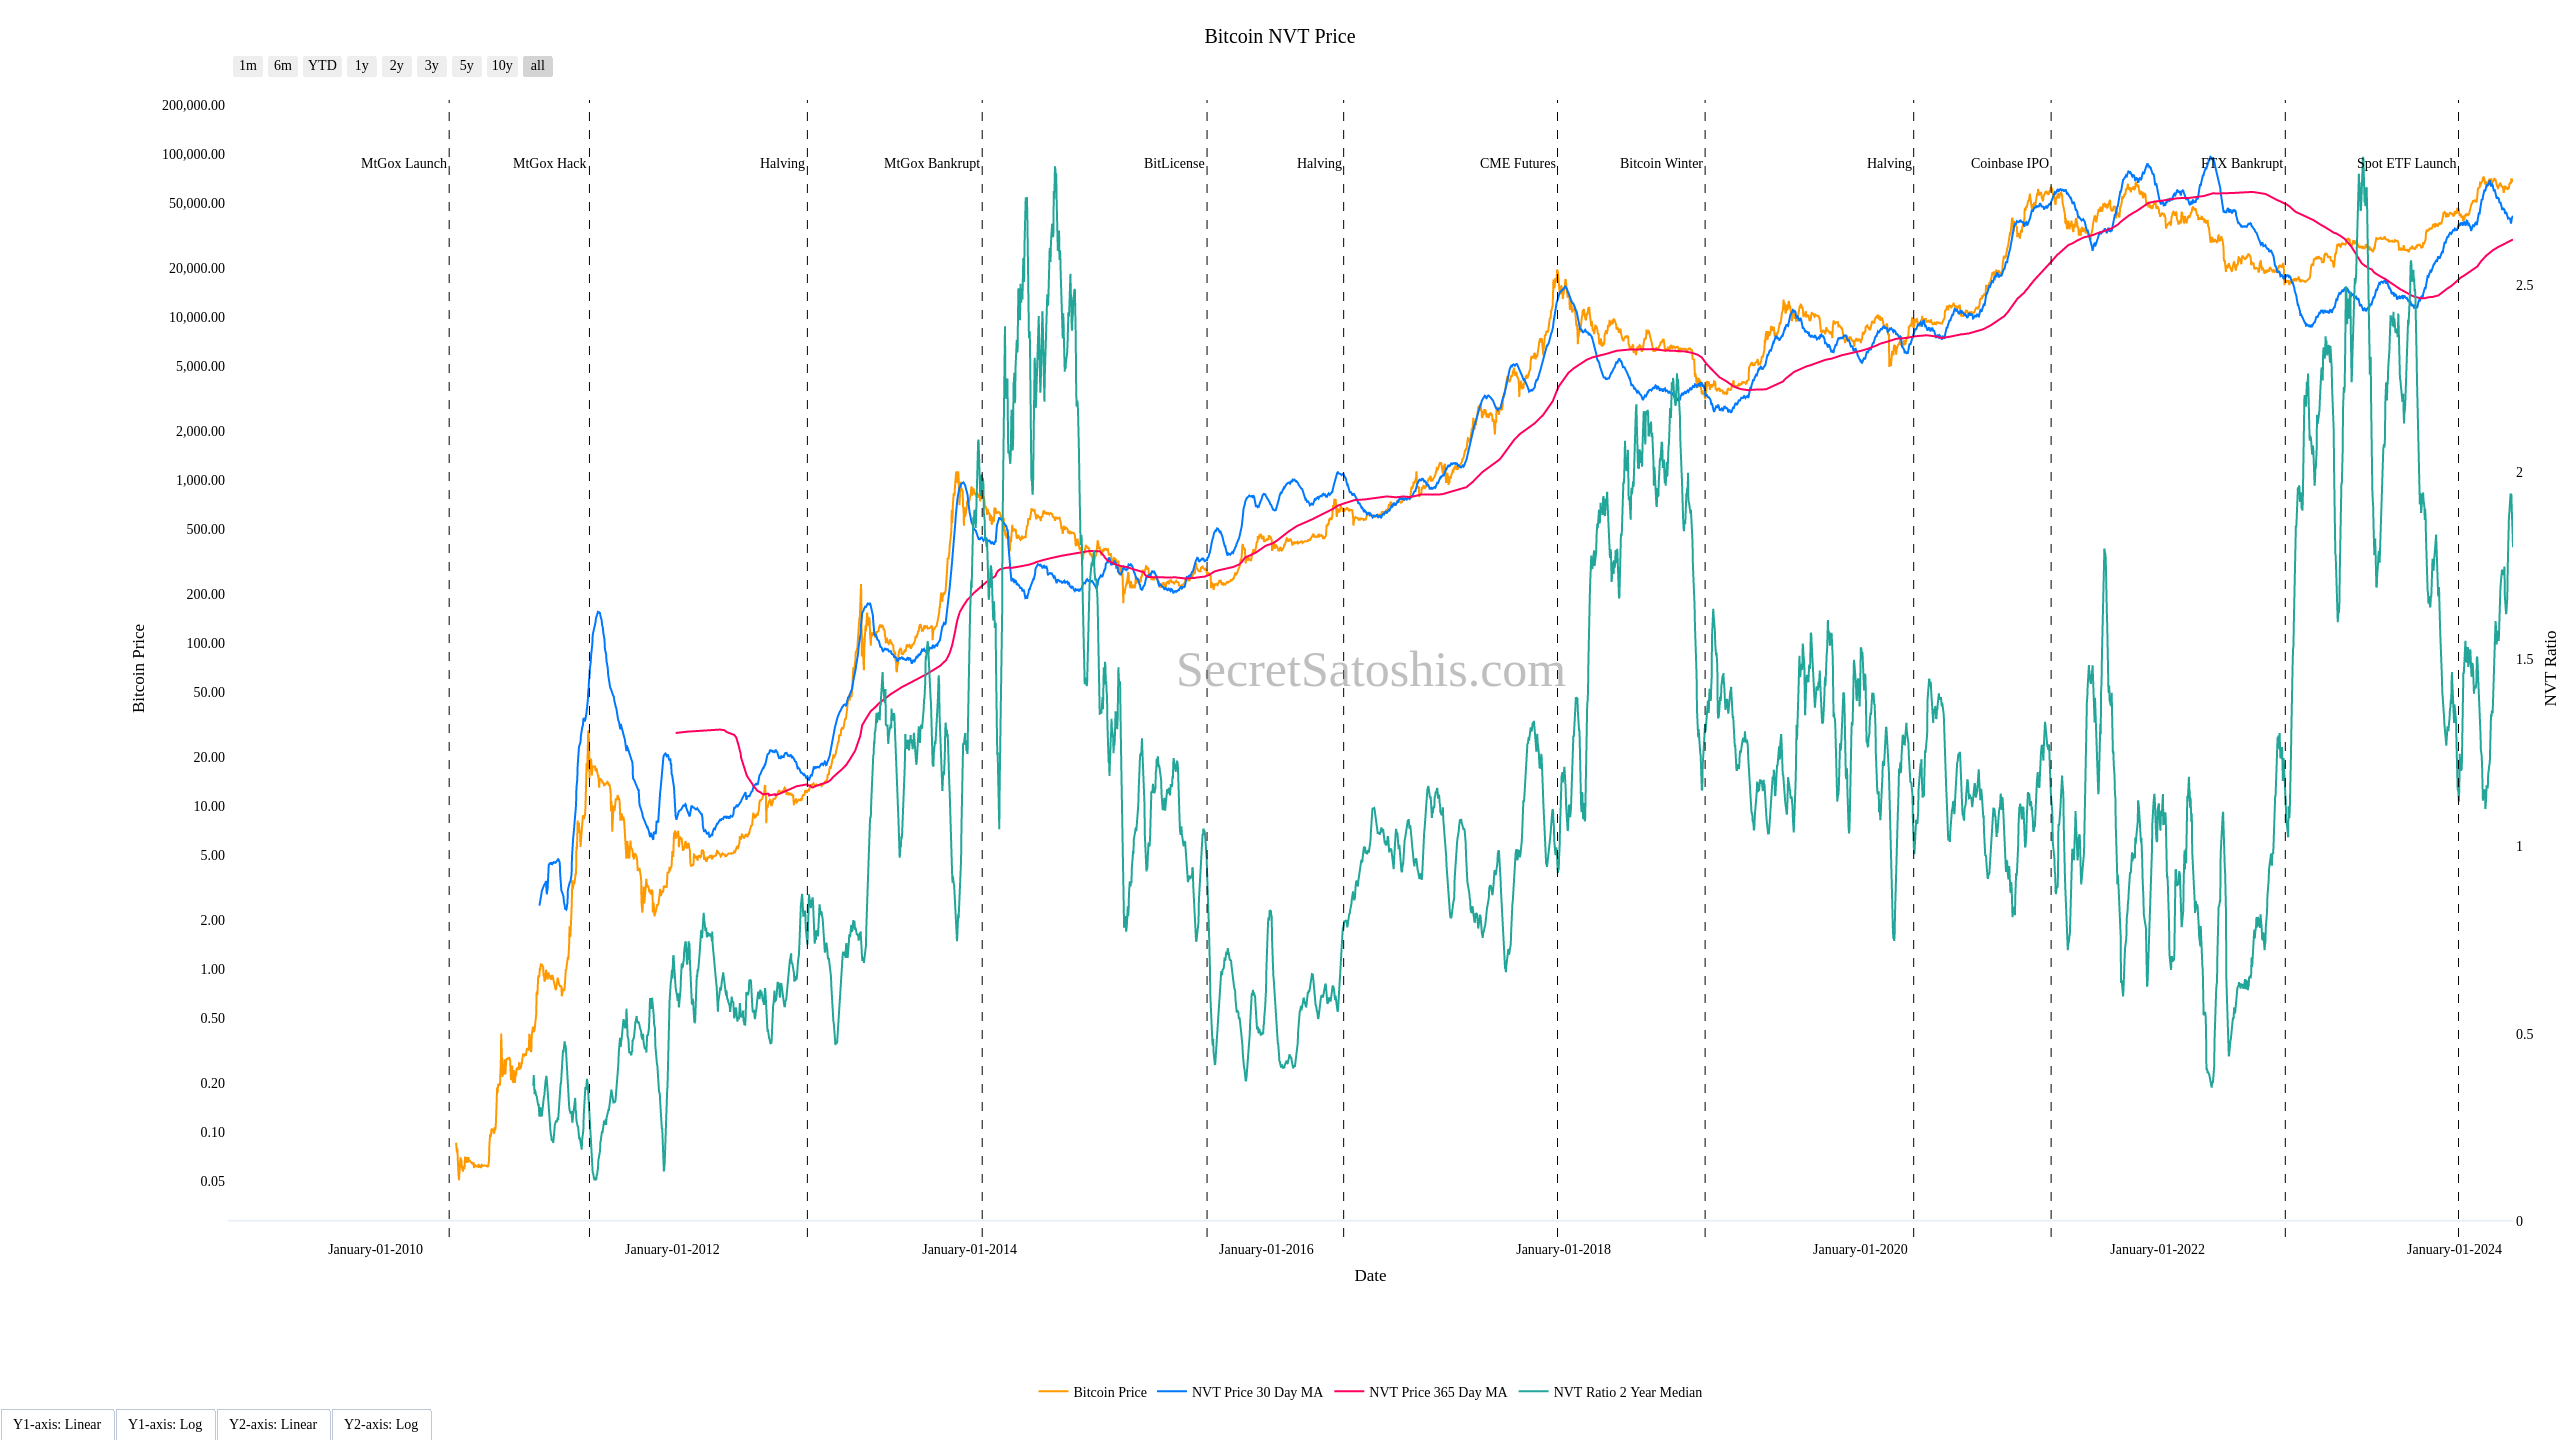 Bitcoin NVT Price
1m 6m YTD 1y 2y 3y 5y 10y all
200,000.00
100,000.00
50,000.00
20,000.00
10,000.00
5,000.00
2,000.00
1,000.00
500.00
200.00
100.00
50.00
20.00
10.00
5.00
2.00
1.00
0.50
0.20
0.10
0.05
Bitcoin Price
MtGox Launch
MtGox Hack
Halving
MtGox Bankrupt
BitLicense
Halving
CME Futures
Bitcoin Winter
Halving
Coinbase IPO
FTX Bankrupt
Spot ETF Launch
SecretSatoshis.com
2.5
2
1.5
1
0.5
0
NVT Ratio
January-01-2010
January-01-2012
January-01-2014
January-01-2016
January-01-2018
January-01-2020
January-01-2022
January-01-2024
Date
Bitcoin Price
NVT Price 30 Day MA
NVT Price 365 Day MA
NVT Ratio 2 Year Median
Y1-axis: Linear
Y1-axis: Log
Y2-axis: Linear
Y2-axis: Log